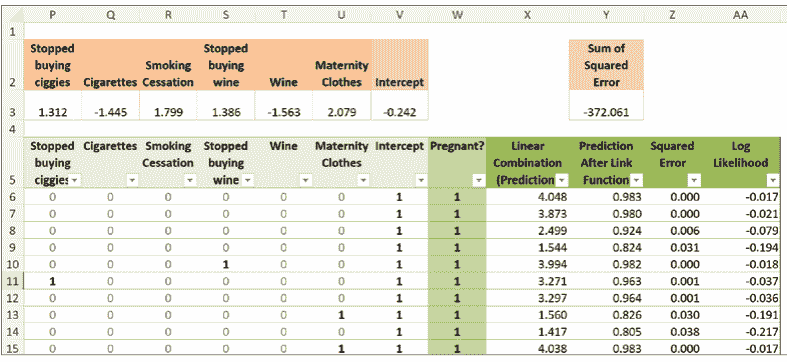 P Q R S T U V W X Y Z AA
1
Stopped Stopped Sum of
buying Smoking buying Maternity Squared
2 ciggies Cigarettes Cessation wine Wine Clothes Intercept Error
3 1.312 -1.445 1.799 1.386 -1.563 2.079 -0.242 -372.061
4
Stopped Cigarettes Smoking Stopped Wine Maternity Intercept Pregnant? Linear Prediction Squared Log
buying Cessation buying Clothes Combination After Link Error Likelihood
5 ciggies wine (Prediction Function
6 0 0 0 0 0 0 1 1 4.048 0.983 0.000 -0.017
7 0 0 0 0 0 0 1 1 3.873 0.980 0.000 -0.021
8 0 0 0 0 0 0 1 1 2.499 0.924 0.006 -0.079
9 0 0 0 0 0 0 1 1 1.544 0.824 0.031 -0.194
10 0 0 0 1 0 0 1 1 3.994 0.982 0.000 -0.018
11 1 0 0 0 0 0 1 1 3.271 0.963 0.001 -0.037
12 0 0 0 0 0 0 1 1 3.297 0.964 0.001 -0.036
13 0 0 0 0 0 1 1 1 1.560 0.826 0.030 -0.191
14 0 0 0 0 0 0 1 1 1.417 0.805 0.038 -0.217
15 0 0 0 0 0 1 1 1 4.038 0.983 0.000 -0.017